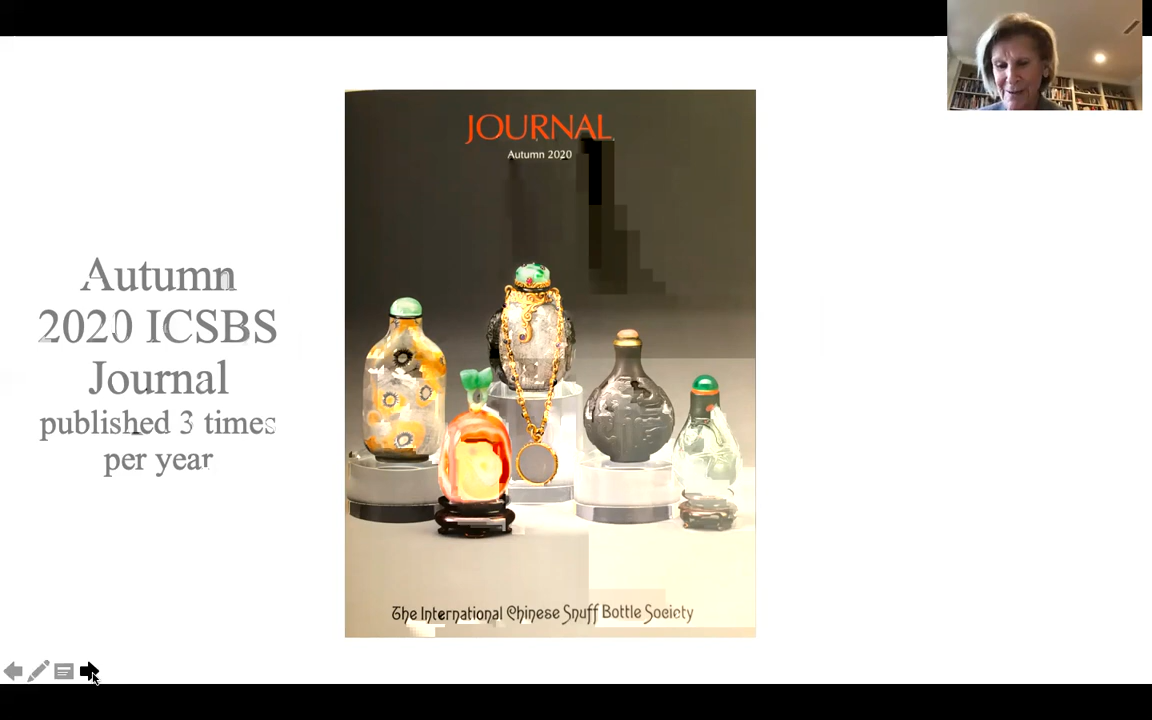 Autumn
2020 ICSBS
Journal
published 3 times
per year
JOURNAL
Autumn 2020
The International Chinese Snuff Bottle Society